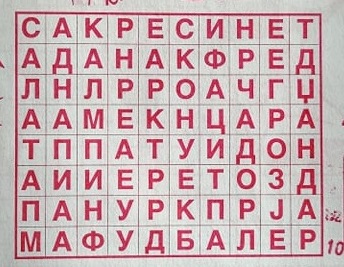 С А К Р Е С И Н Е Т
А Д А Н А К Ф Р Е Д
Л Н Л Р Р О А Ч Г Џ
А А М Е К Н Ц А Р А
Т П П А Т У И Д О Н
А И И Е Р Е Т О З Д
П А Н У Р К П Р Ј А
М А Ф У Д Б А Л Е Р
10